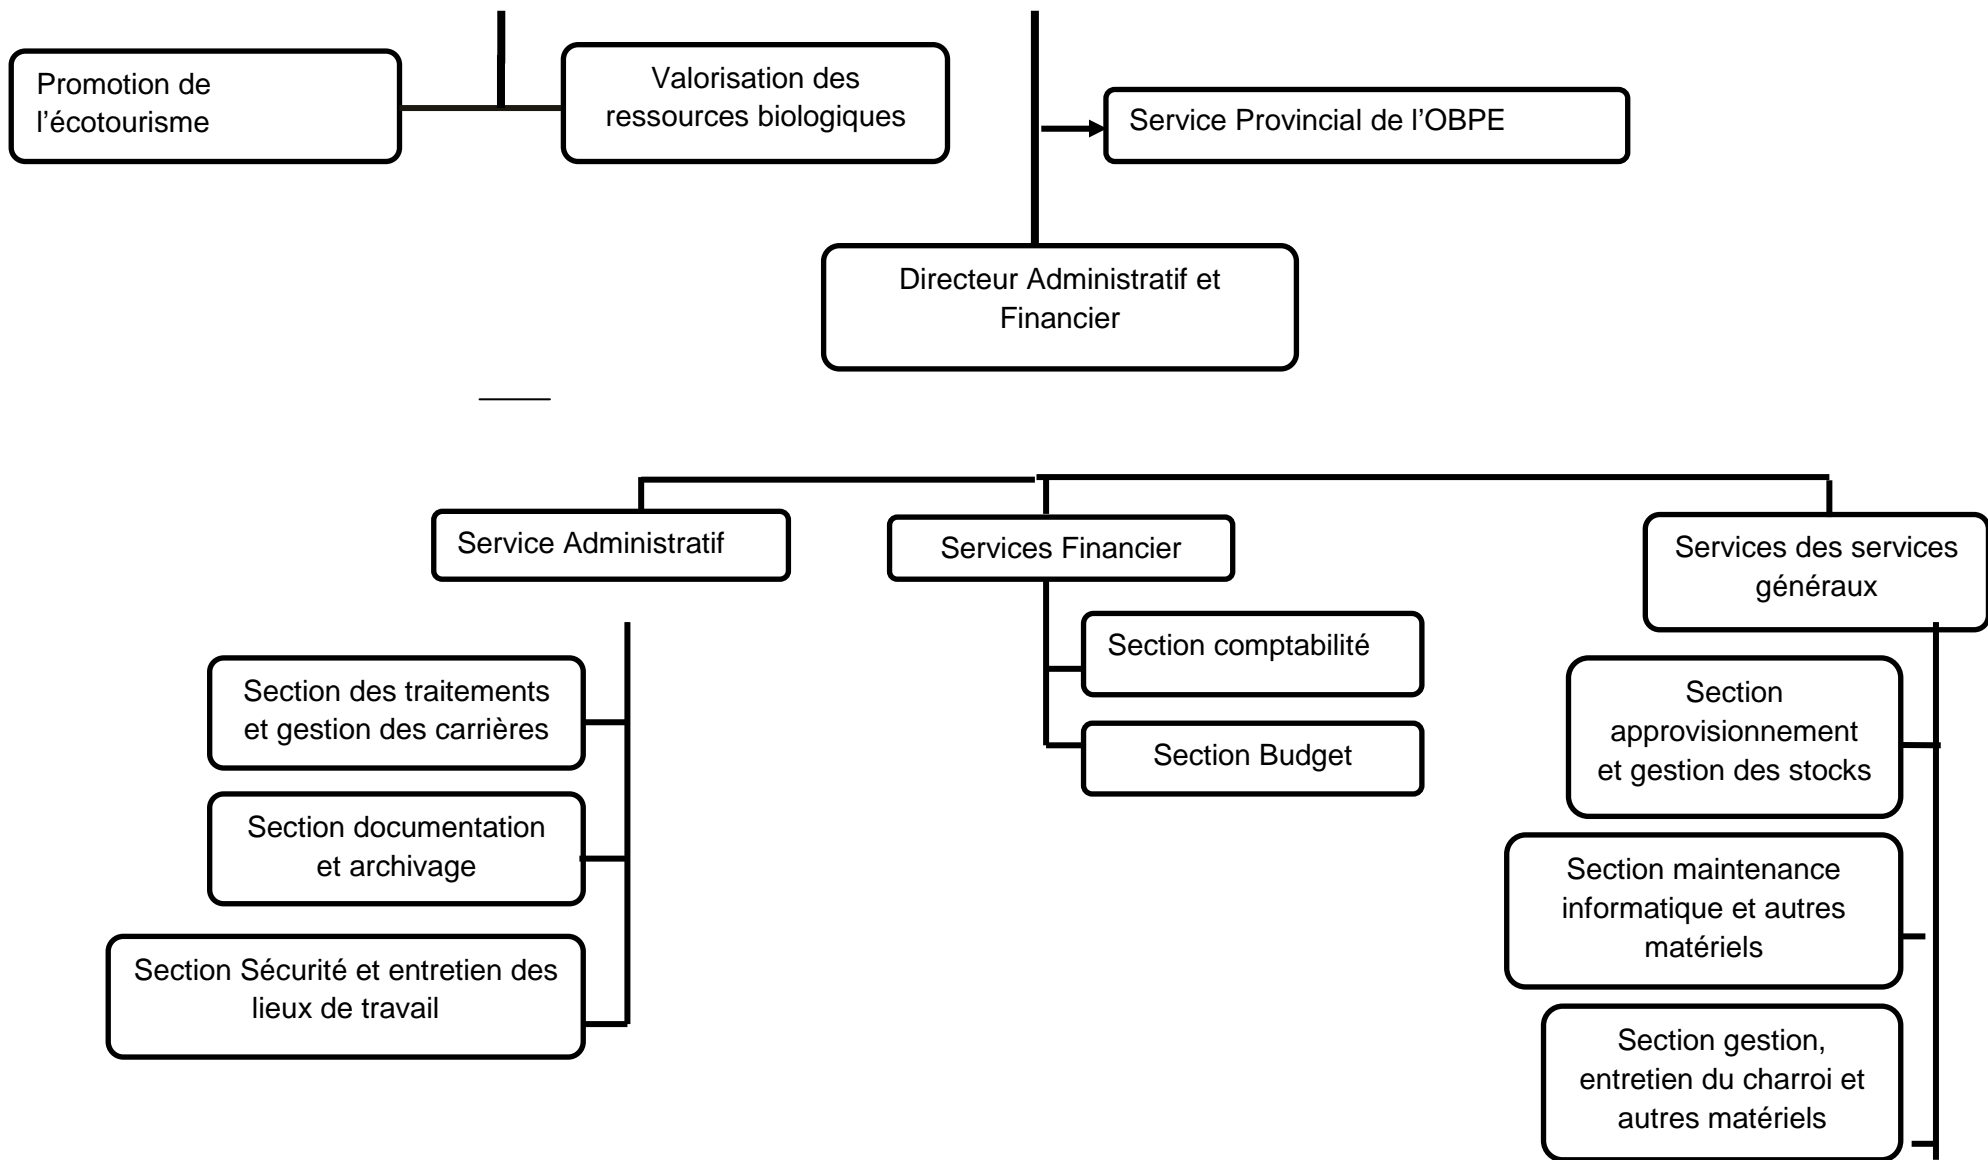 Promotion de
l’écotourisme
Valorisation des
ressources biologiques
Service Provincial de l’OBPE
Directeur Administratif et
Financier
Service Administratif
Services Financier
Services des services
généraux
Section des traitements
et gestion des carrières
Section documentation
et archivage
Section Sécurité et entretien des
lieux de travail
Section comptabilité
Section Budget
Section
approvisionnement
et gestion des stocks
Section maintenance
informatique et autres
matériels
Section gestion,
entretien du charroi et
autres matériels